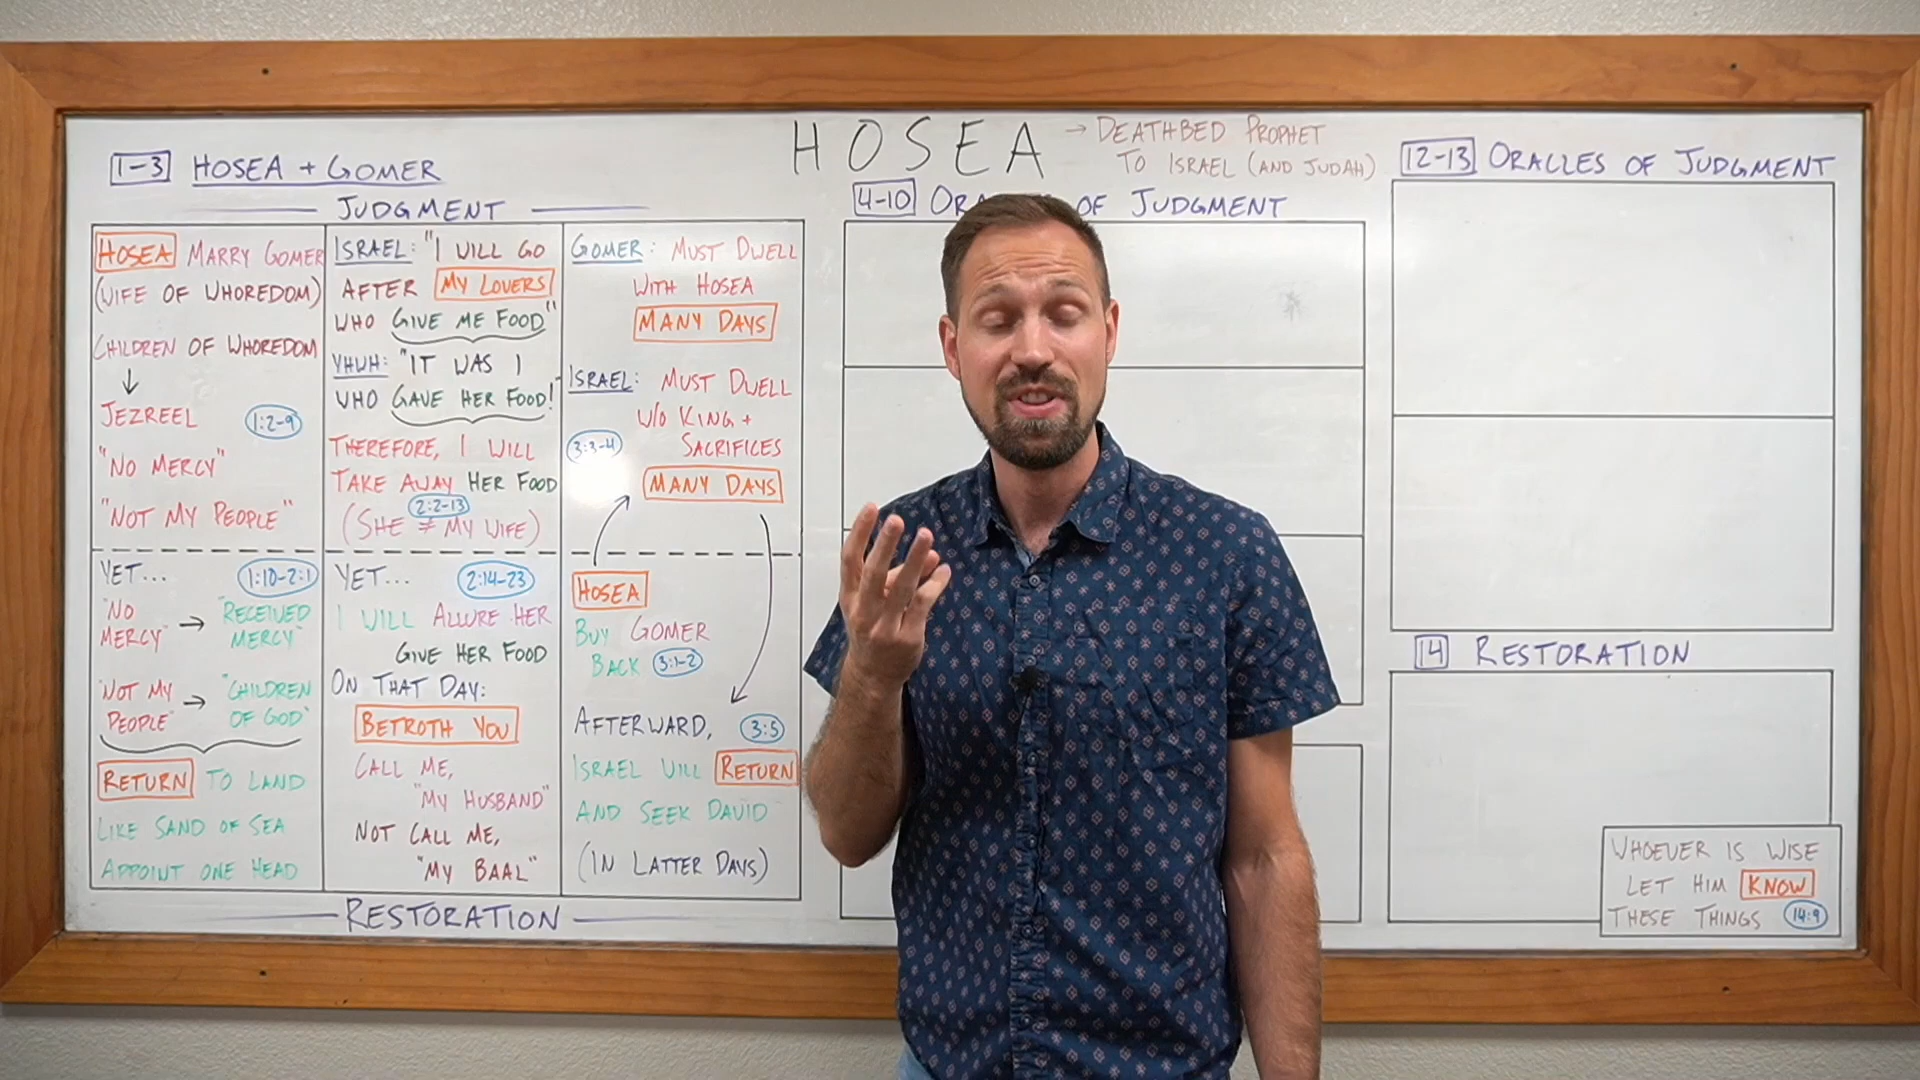 HOSEA → DEATHBED PROPHET
TO ISRAEL (AND JUDAH)
1-3 HOSEA + GOMER
JUDGMENT
HOSEA MARRY GOMER
(WIFE OF WHOREDOM)
CHILDREN OF WHOREDOM
↓
JEZREEL 1:2-9
"NO MERCY"
"NOT MY PEOPLE"
YET... 1:10-2:1
"NO MERCY" → "RECEIVED MERCY"
"NOT MY PEOPLE" → "CHILDREN OF GOD"
RETURN TO LAND
LIKE SAND OF SEA
APPOINT ONE HEAD
ISRAEL: "I WILL GO
AFTER MY LOVERS
WHO GIVE ME FOOD"
YHWH: "IT WAS I
WHO GAVE HER FOOD!
THEREFORE, I WILL
TAKE AWAY HER FOOD
2:2-13
(SHE ≠ MY WIFE)
YET... 2:14-23
I WILL ALLURE HER
GIVE HER FOOD
ON THAT DAY:
BETROTH YOU
CALL ME,
"MY HUSBAND"
NOT CALL ME,
"MY BAAL"
GOMER: MUST DWELL
WITH HOSEA
MANY DAYS
ISRAEL: MUST DWELL
W/O KING +
3:3-4 SACRIFICES
MANY DAYS
HOSEA
BUY GOMER
BACK 3:1-2
AFTERWARD, 3:5
ISRAEL WILL RETURN
AND SEEK DAVID
(IN LATTER DAYS)
RESTORATION
4-10 OF JUDGMENT
12-13 ORACLES OF JUDGMENT
14 RESTORATION
WHOEVER IS WISE
LET HIM KNOW
THESE THINGS 14:9